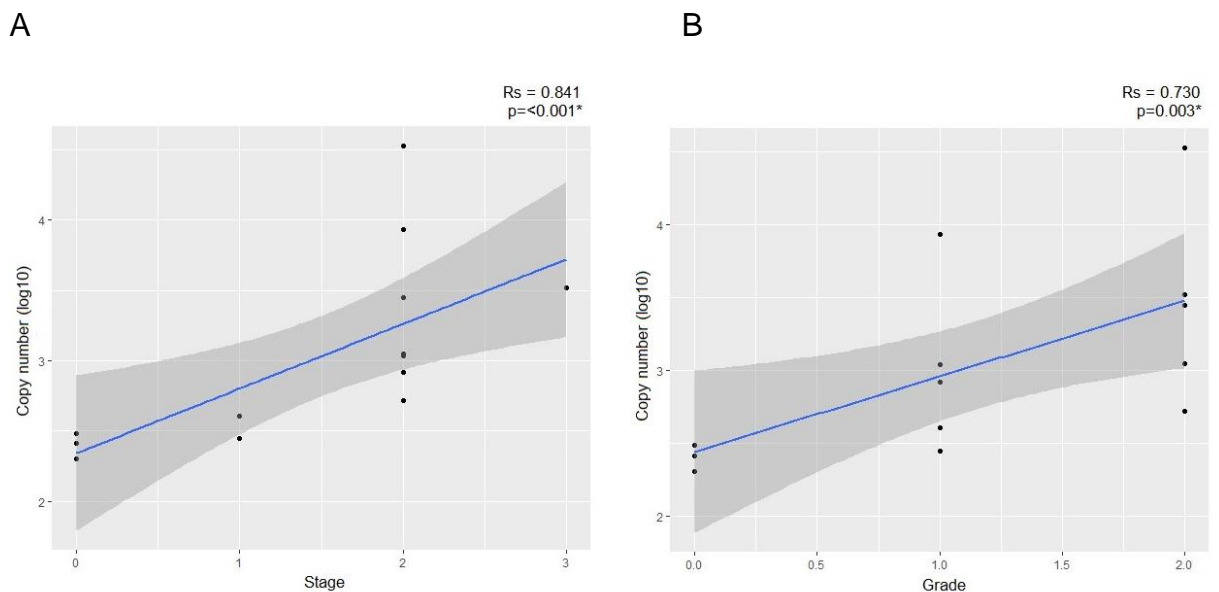 A
Rs = 0.841
p=<0.001*
Copy number (log10)
4
3
2
0
1
2
3
Stage
B
Rs = 0.730
p=0.003*
Copy number (log10)
4
3
2
0.0
0.5
1.0
1.5
2.0
Grade